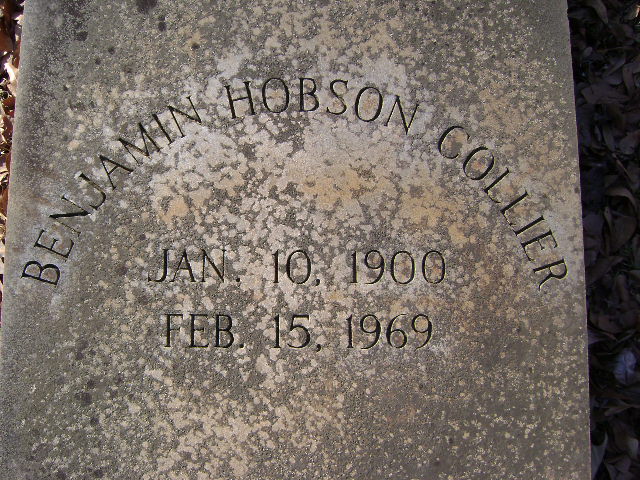 BENJAMIN HOBSON COLLIER
JAN. 10, 1900
FEB. 15, 1969